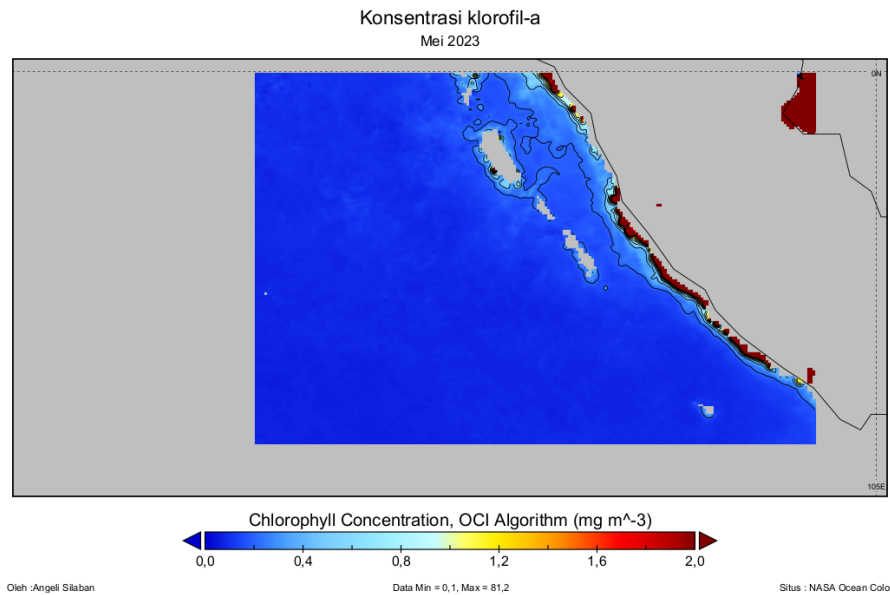 Konsentrasi klorofil-a
Mei 2023
0N
105E
Chlorophyll Concentration, OCI Algorithm (mg m^-3)
0,0 0,4 0,8 1,2 1,6 2,0
Oleh :Angeli Silaban Data Min = 0,1, Max = 81,2 Situs : NASA Ocean Colo